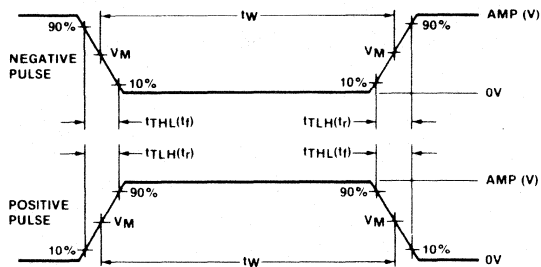 tW
AMP (V)
90%
90%
NEGATIVE
PULSE
VM
VM
10%
10%
0V
tTHL(tf)
tTLH(tr)
tTLH(tr)
tTHL(tf)
AMP (V)
90%
90%
POSITIVE
PULSE
VM
VM
10%
10%
tW
0V